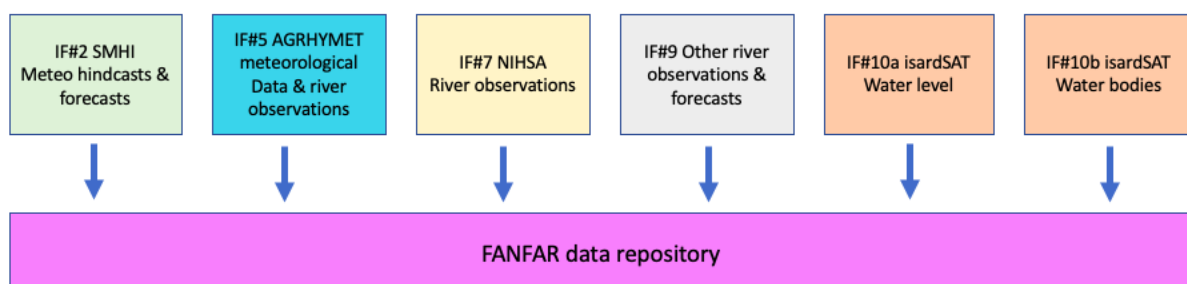 IF#2 SMHI
Meteo hindcasts &
forecasts
IF#5 AGRHYMET
meteorological
Data & river
observations
IF#7 NIHSA
River observations
IF#9 Other river
observations &
forecasts
IF#10a isardSAT
Water level
IF#10b isardSAT
Water bodies
FANFAR data repository